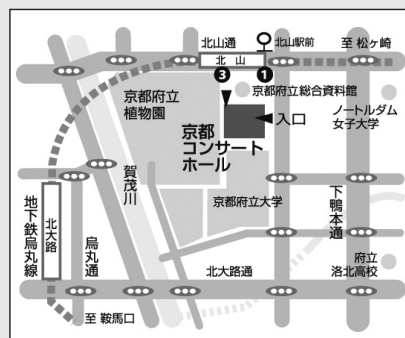 北山通
北山駅前
至 松ヶ崎
北 山
3
1
京都府立総合資料館
京都府立
植物園
入口
ノートルダム
女子大学
京都
コンサート
ホール
賀茂川
京都府立大学
下鴨本通
地下鉄烏丸線
北大路
烏丸通
北大路通
府立
洛北高校
至 鞍馬口